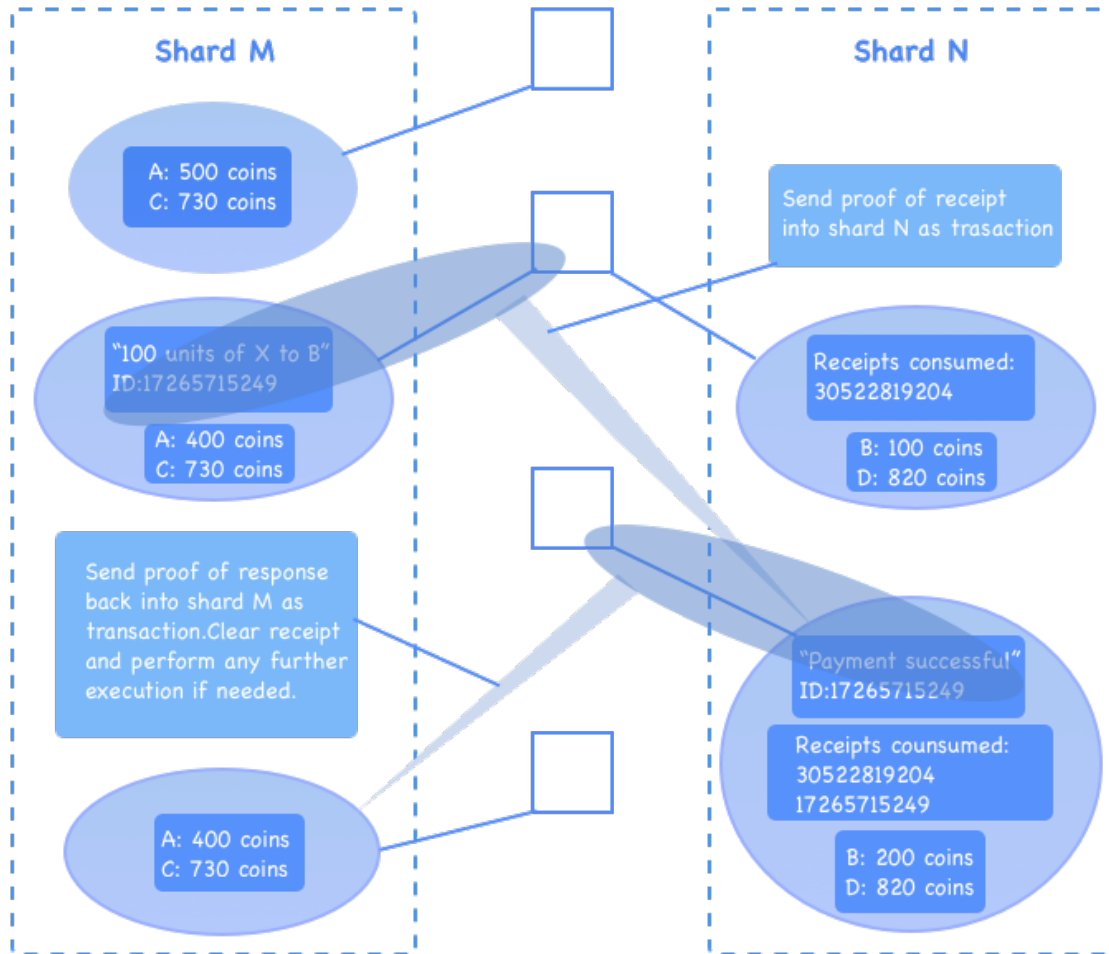 Shard M
A: 500 coins
C: 730 coins
“100 units of X to B”
ID:17265715249
A: 400 coins
C: 730 coins
Send proof of response
back into shard M as
transaction.Clear receipt
and perform any further
execution if needed.
A: 400 coins
C: 730 coins
Shard N
Send proof of receipt
into shard N as trasaction
Receipts consumed:
30522819204
B: 100 coins
D: 820 coins
“Payment successful”
ID:17265715249
Receipts counsumed:
30522819204
17265715249
B: 200 coins
D: 820 coins